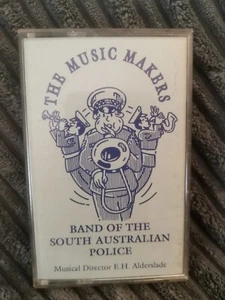 THE MUSIC MAKERS
BAND OF THE
SOUTH AUSTRALIAN
POLICE
Musical Director E.H. Alderslade